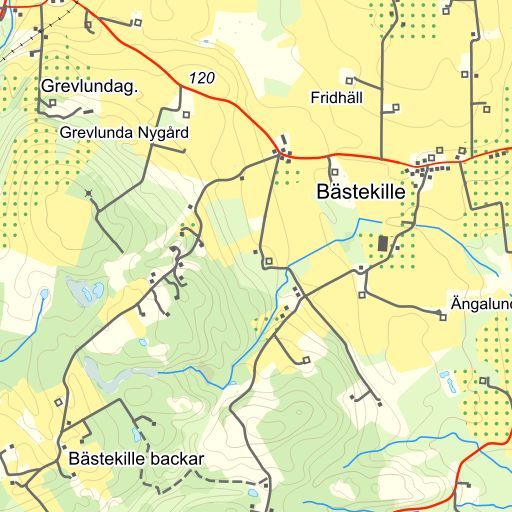 120
Grevlundag.
Fridhäll
Grevlunda Nygård
Bästekille
Ängalund
Bästekille backar